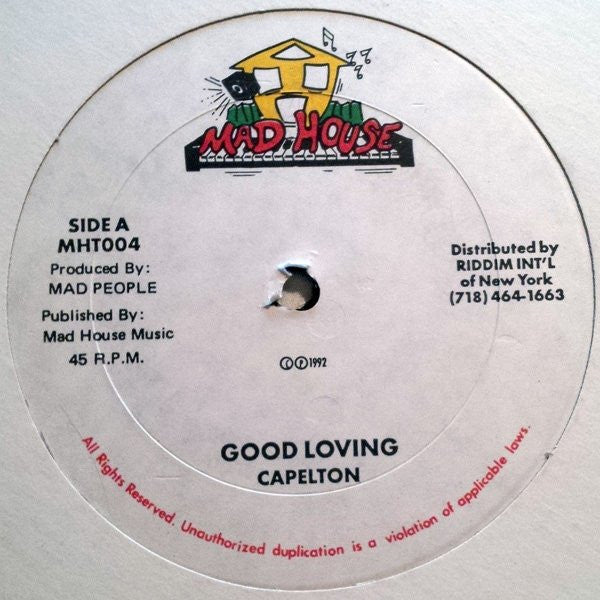 MAD HOUSE
SIDE A
MHT004
Produced By:
MAD PEOPLE
Published By:
Mad House Music
45 R.P.M.
Distributed by
RIDDIM INT'L
of New York
(718) 464-1663
©℗1992
GOOD LOVING
CAPELTON
All Rights Reserved. Unauthorized duplication is a violation of applicable laws.